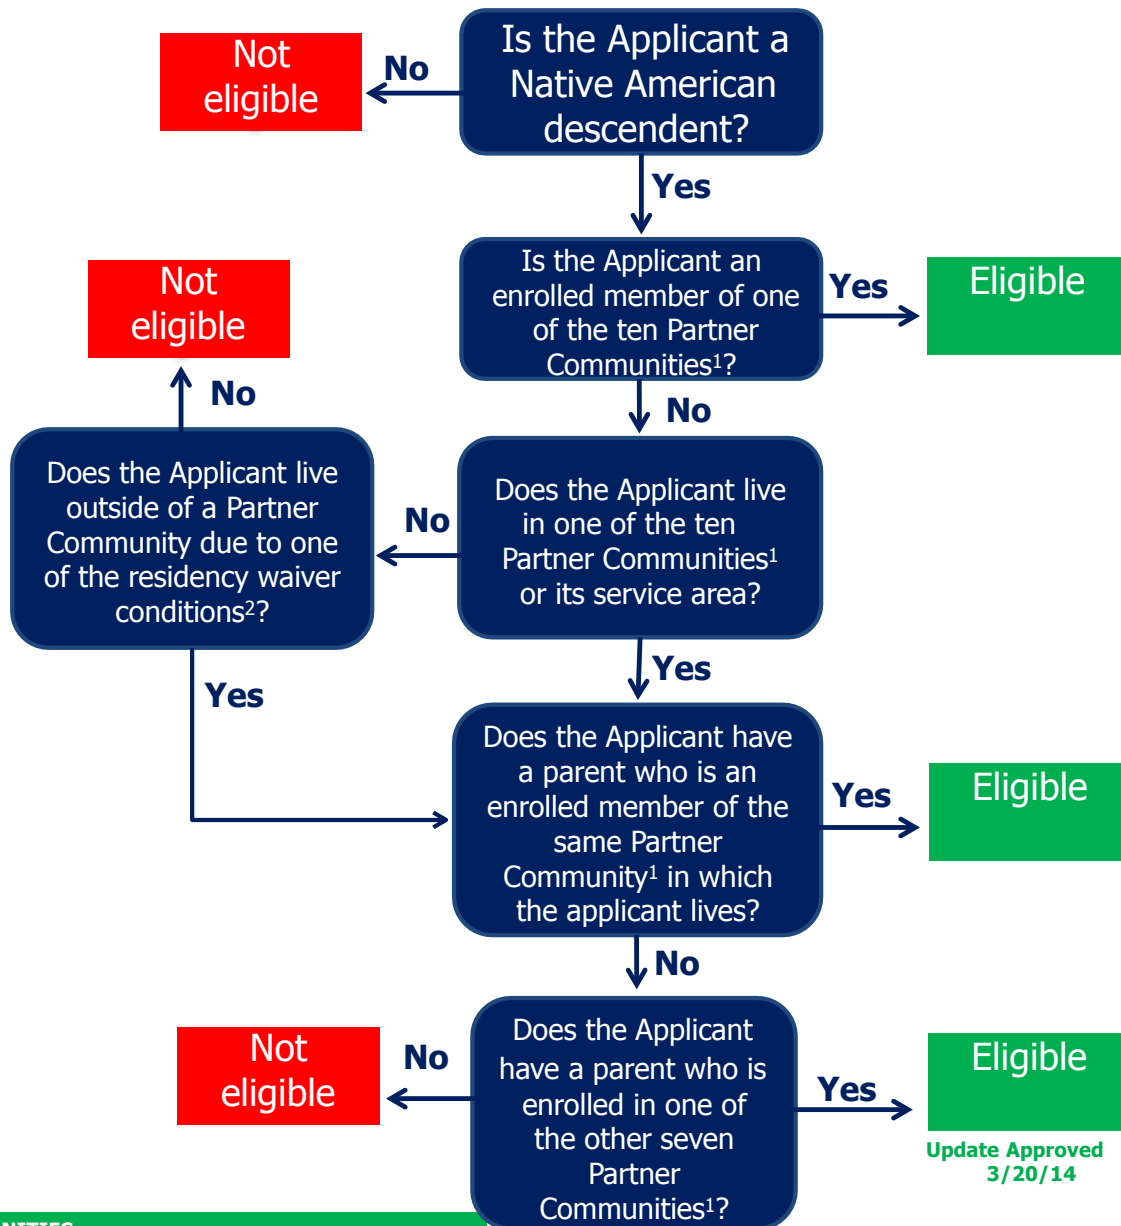 Is the Applicant a
Native American
descendent?
No
Not
eligible
Yes
Is the Applicant an
enrolled member of one
of the ten Partner
Communities¹?
Yes
Eligible
No
Not
eligible
No
Does the Applicant live
outside of a Partner
Community due to one
of the residency waiver
conditions²?
No
Does the Applicant live
in one of the ten
Partner Communities¹
or its service area?
Yes
Yes
Does the Applicant have
a parent who is an
enrolled member of the
same Partner
Community¹ in which
the applicant lives?
Yes
Eligible
No
Does the Applicant
have a parent who is
enrolled in one of
the other seven
Partner
Communities¹?
No
Not
eligible
Yes
Eligible
Update Approved
3/20/14